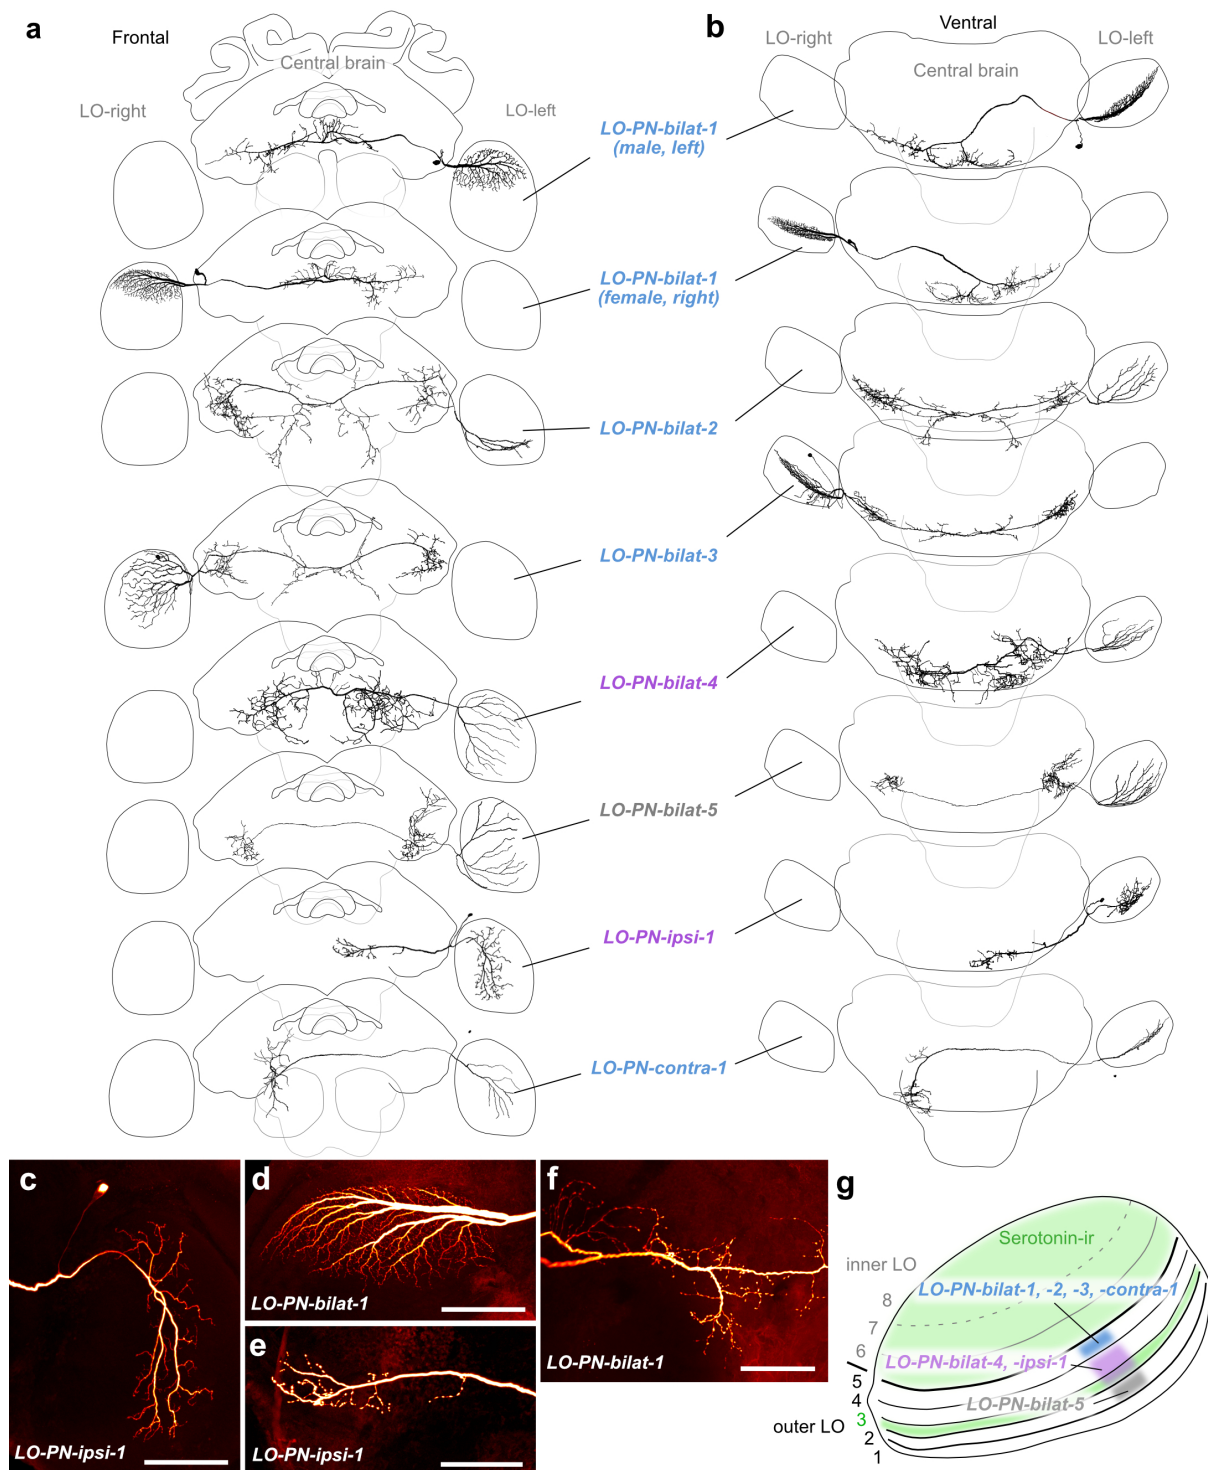 a
Frontal
b
Ventral
LO-right
LO-left
Central brain
Central brain
LO-right
LO-left
LO-PN-bilat-1
(male, left)
LO-PN-bilat-1
(female, right)
LO-PN-bilat-2
LO-PN-bilat-3
LO-PN-bilat-4
LO-PN-bilat-5
LO-PN-ipsi-1
LO-PN-contra-1
c
LO-PN-ipsi-1
d
LO-PN-bilat-1
e
LO-PN-ipsi-1
f
LO-PN-bilat-1
g
Serotonin-ir
inner LO
LO-PN-bilat-1, -2, -3, -contra-1
8
7
6
LO-PN-bilat-4, -ipsi-1
5
4
LO-PN-bilat-5
outer LO
3
2
1